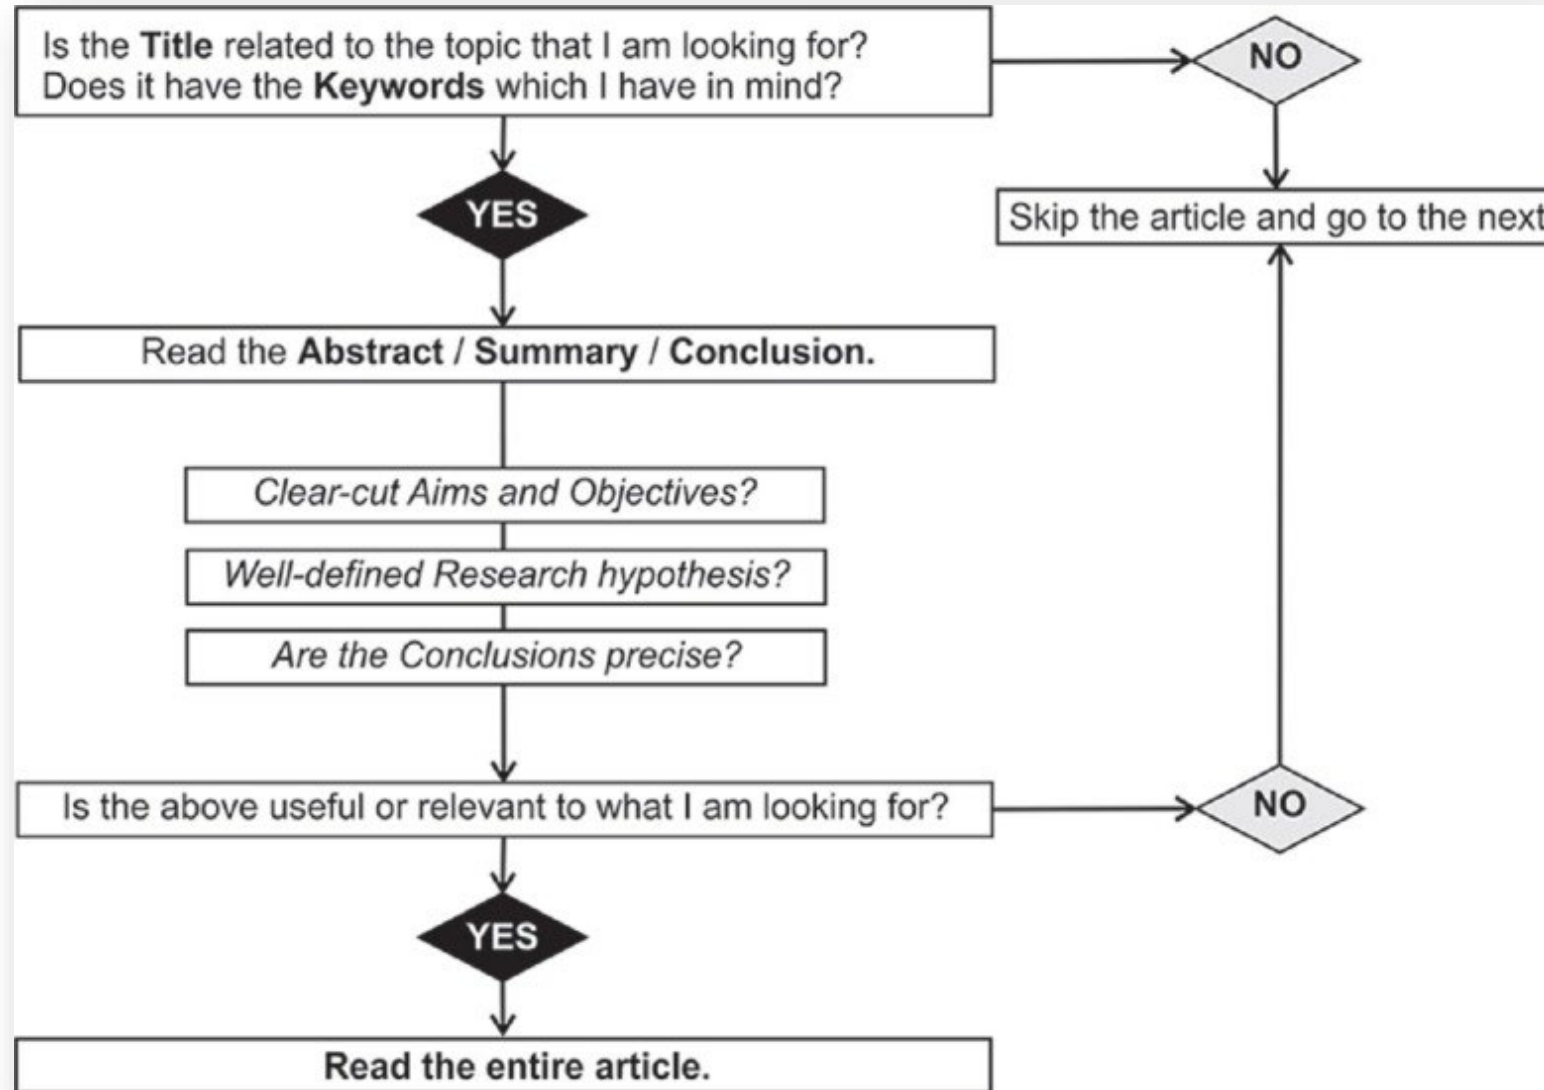 Is the Title related to the topic that I am looking for?
Does it have the Keywords which I have in mind?
NO
YES
Skip the article and go to the next
Read the Abstract / Summary / Conclusion.
Clear-cut Aims and Objectives?
Well-defined Research hypothesis?
Are the Conclusions precise?
Is the above useful or relevant to what I am looking for?
NO
YES
Read the entire article.